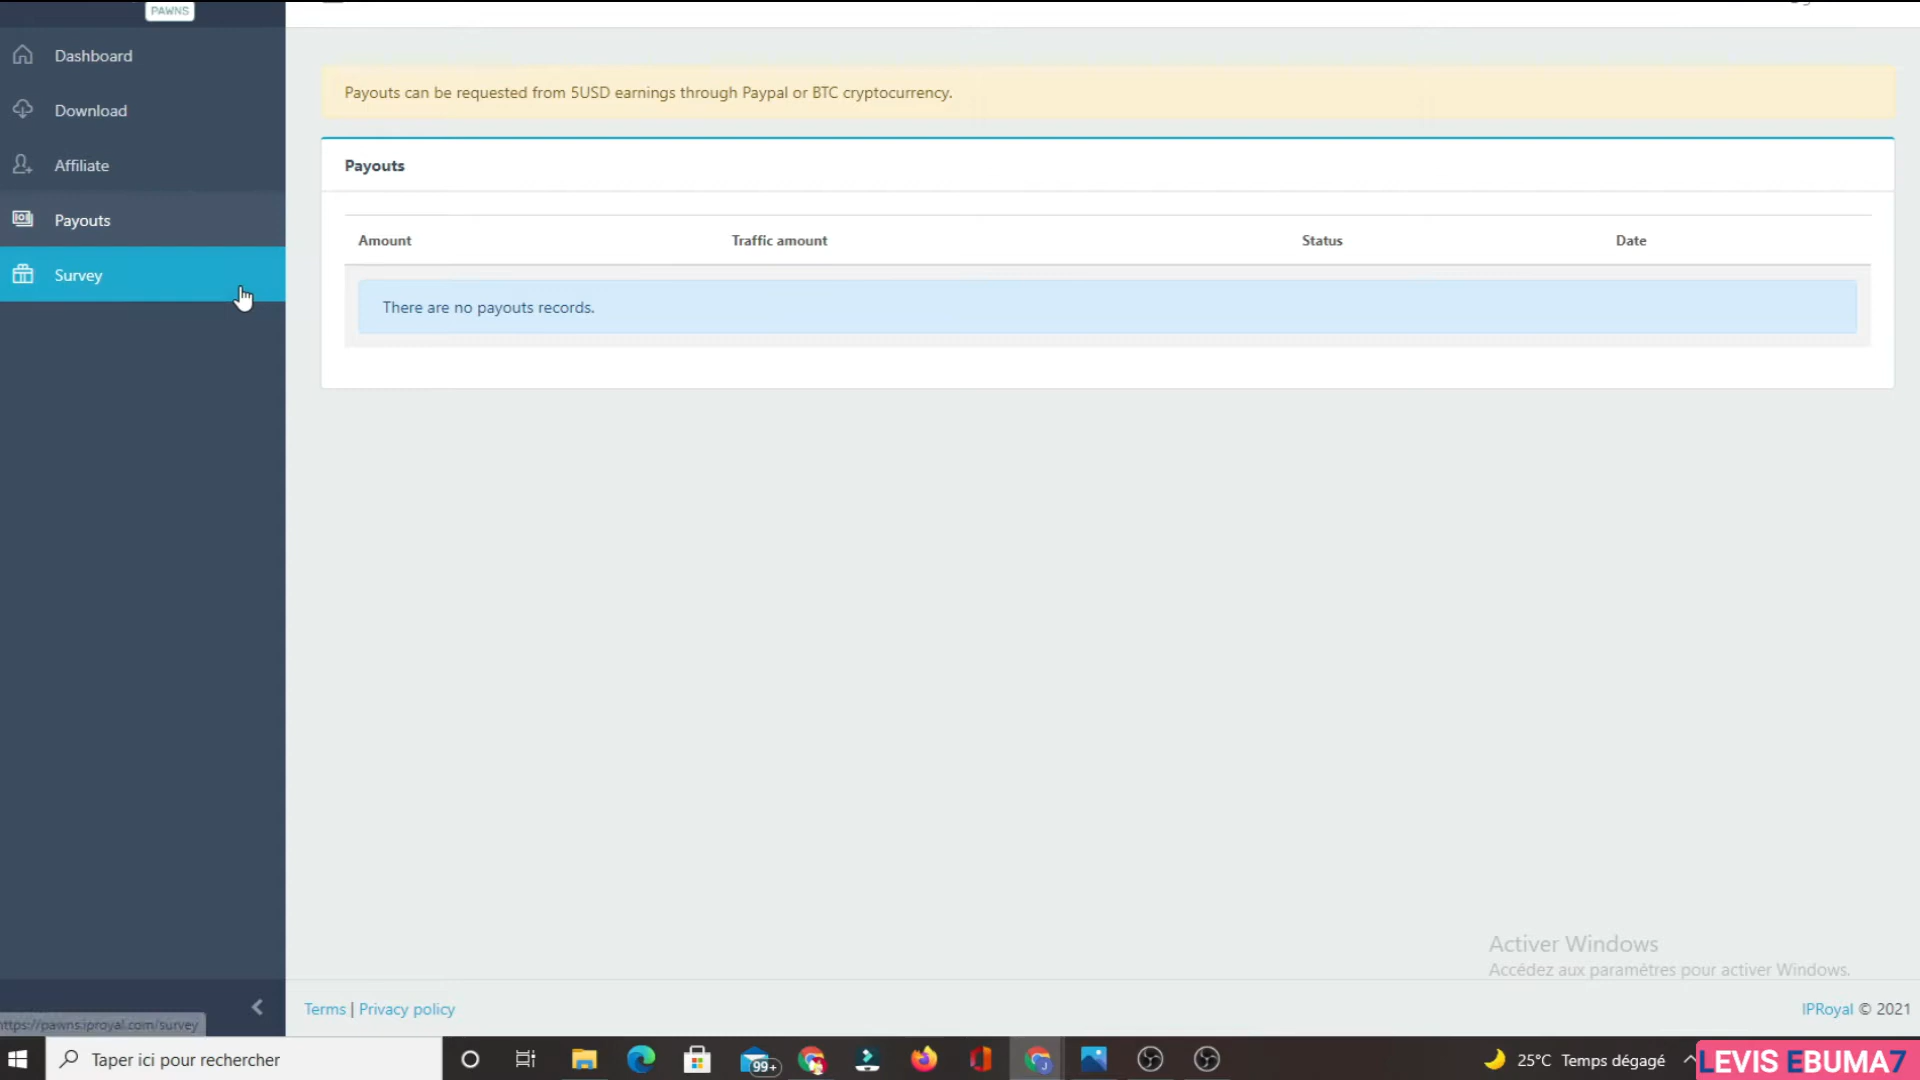 PAWNS
Dashboard
Download
Affiliate
Payouts
Survey
Payouts can be requested from 5USD earnings through Paypal or BTC cryptocurrency.
Payouts
Amount Traffic amount Status Date
There are no payouts records.
Activer Windows
Accédez aux paramètres pour activer Windows.
Terms | Privacy policy
IPRoyal © 2021
https://pawns.iproyal.com/survey
Taper ici pour rechercher
99+
25°C Temps dégagé
LEVIS EBUMA7